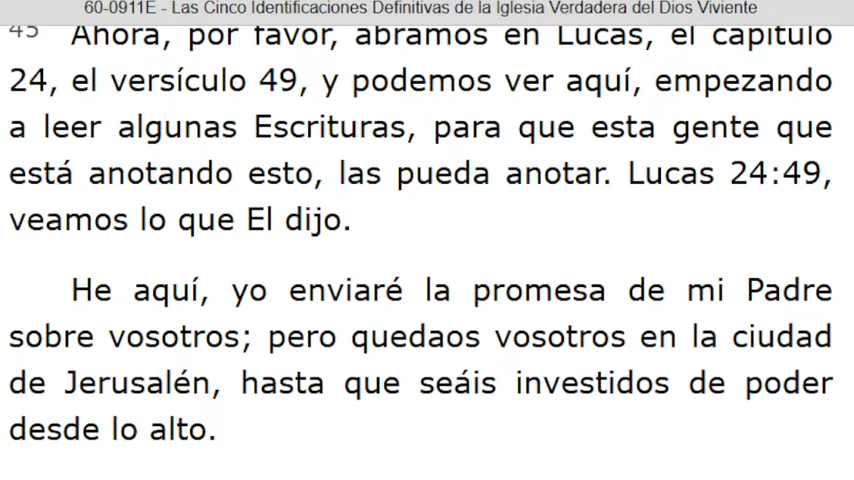 60-0911E - Las Cinco Identificaciones Definitivas de la Iglesia Verdadera del Dios Viviente
45 Ahora, por favor, abramos en Lucas, el capítulo
24, el versículo 49, y podemos ver aquí, empezando
a leer algunas Escrituras, para que esta gente que
está anotando esto, las pueda anotar. Lucas 24:49,
veamos lo que El dijo.
He aquí, yo enviaré la promesa de mi Padre
sobre vosotros; pero quedaos vosotros en la ciudad
de Jerusalén, hasta que seáis investidos de poder
desde lo alto.